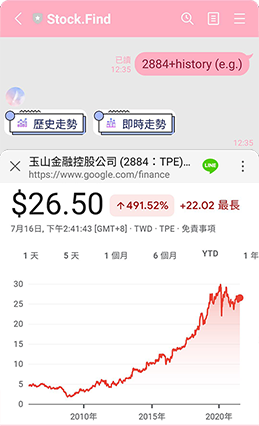 Stock.Find
已讀
12:35
2884+history (e.g.)
歷史走勢
即時走勢
12:35
玉山金融控股公司 (2884:TPE)...
LINE
https://www.google.com/finance
$26.50
↑491.52%
+22.02 最長
7月16日, 下午2:41:43 [GMT+8] · TWD · TPE · 免責事項
1 天
5 天
1 個月
6 個月
YTD
1 年
30
25
20
15
10
5
0
2010年
2015年
2020年